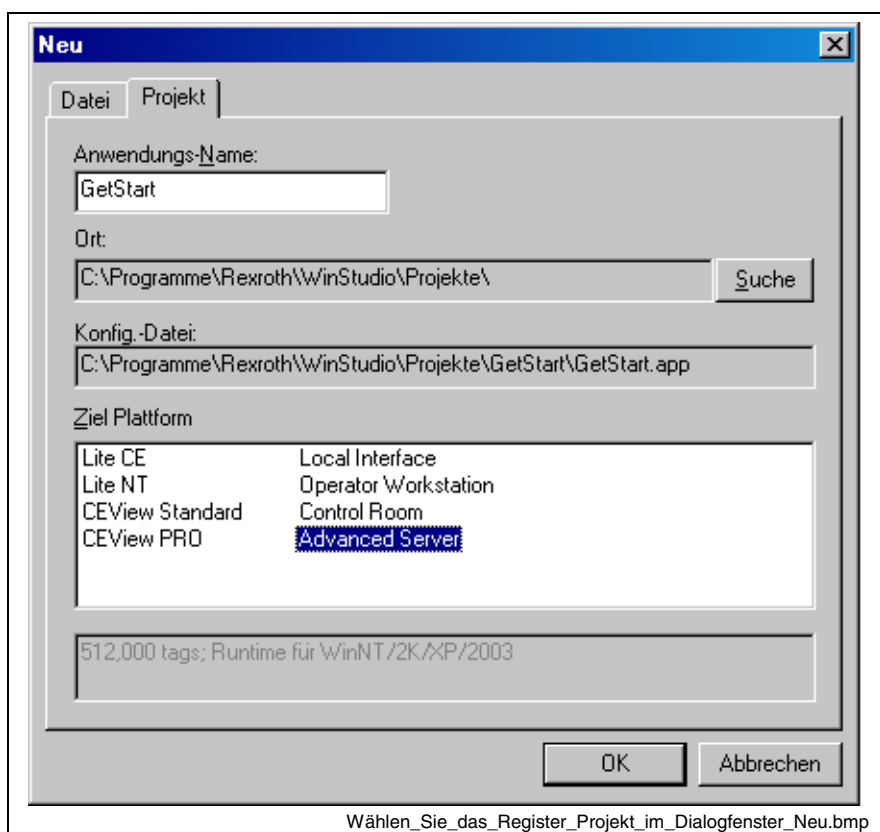 Neu
Datei Projekt
Anwendungs-Name:
GetStart
Ort:
C:\Programme\Rexroth\WinStudio\Projekte\ Suche
Konfig.-Datei:
C:\Programme\Rexroth\WinStudio\Projekte\GetStart\GetStart.app
Ziel Plattform
Lite CE Local Interface
Lite NT Operator Workstation
CEView Standard Control Room
CEView PRO Advanced Server
512,000 tags; Runtime für WinNT/2K/XP/2003
OK Abbrechen
Wählen_Sie_das_Register_Projekt_im_Dialogfenster_Neu.bmp